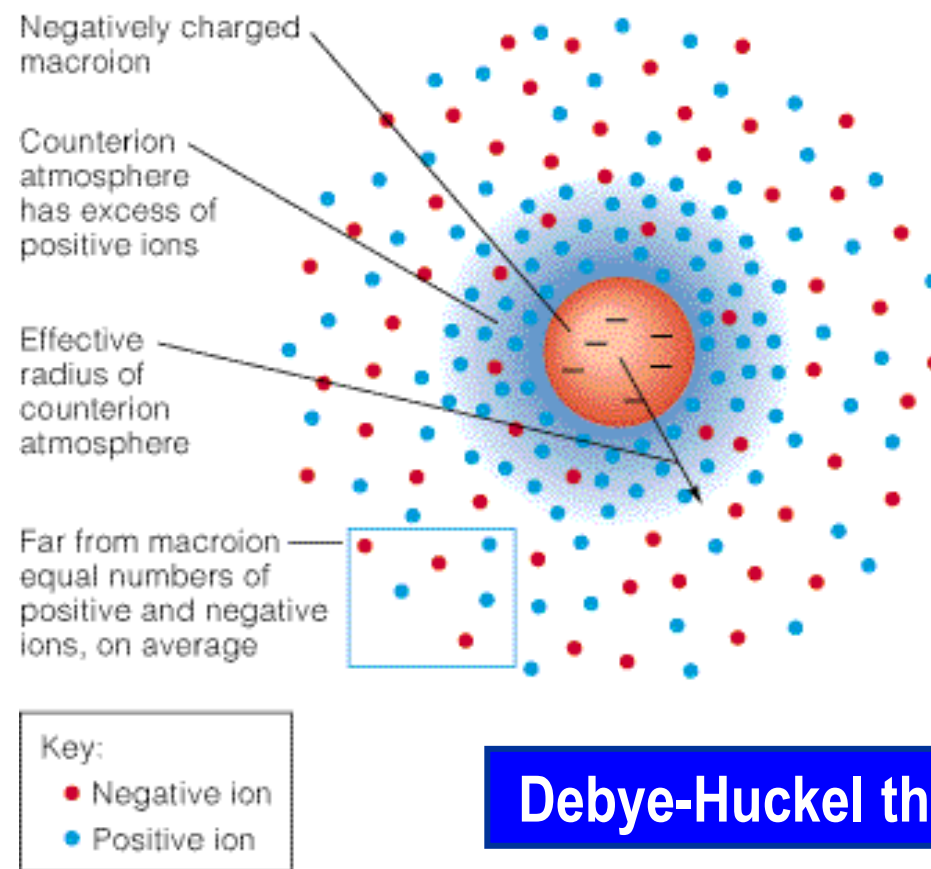 Negatively charged
macroion
Counterion
atmosphere
has excess of
positive ions
Effective
radius of
counterion
atmosphere
Far from macroion
equal numbers of
positive and negative
ions, on average
Key:
Negative ion
Positive ion
Debye-Huckel th